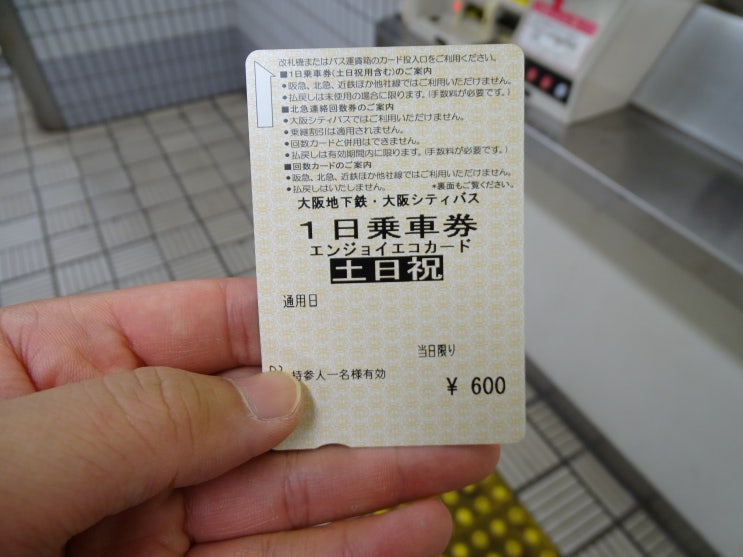 改札機またはバス運賃箱のカード投入口をご利用ください。
■1日乗車券(土日祝用含む)のご案内
●阪急、北急、近鉄ほか他社線ではご利用いただけません。
●払戻しは未使用の場合に限ります。(手数料が必要です。)
■北急連絡回数券のご案内
●大阪シティバスではご利用いただけません。
●乗継割引は適用されません。
●回数カードと併用はできません。
●払戻しは有効期間内に限ります。(手数料が必要です。)
■回数カードのご案内
●阪急、北急、近鉄ほか他社線ではご利用いただけません。
●払戻しはいたしません。 *裏面もご覧ください。
大阪地下鉄・大阪シティバス
1日乗車券
エンジョイエコカード
土日祝
通用日
当日限り
持参人一名様有効
¥ 600